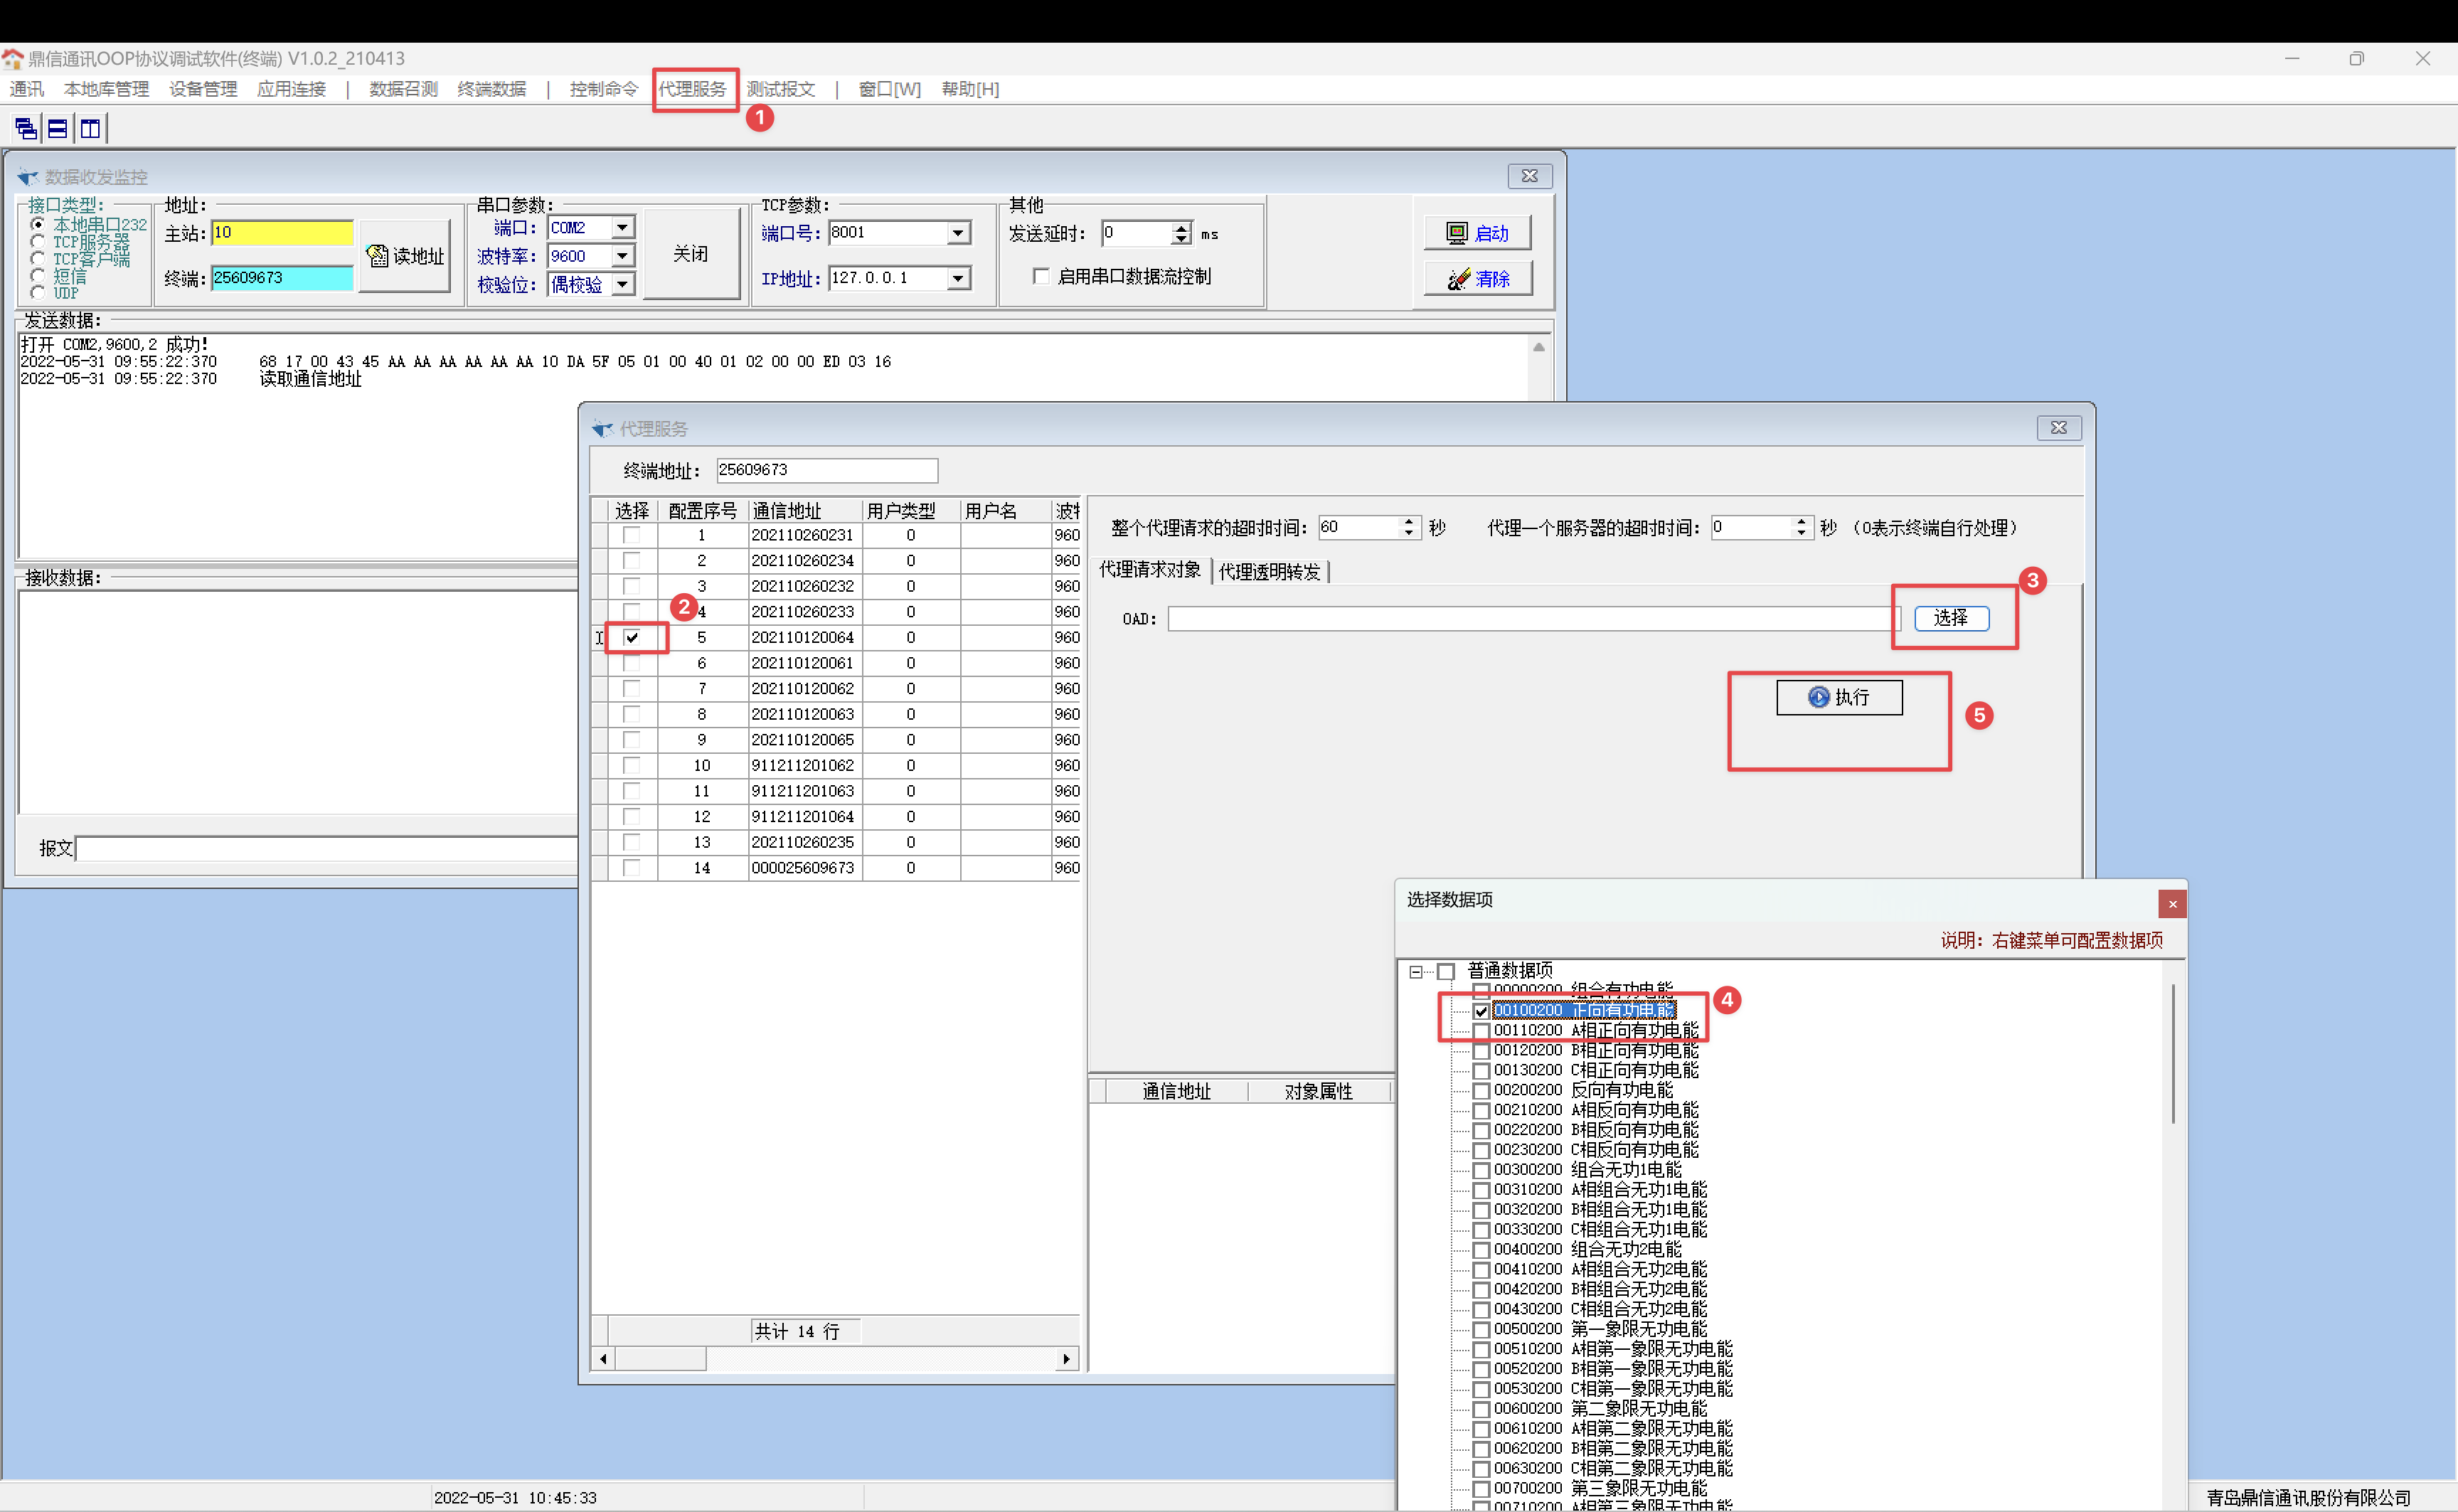 鼎信通讯OOP协议调试软件(终端) V1.0.2_210413
通讯 本地库管理 设备管理 应用连接 | 数据召测 终端数据 | 控制命令 代理服务 测试报文 | 窗口[W] 帮助[H]
1
数据收发监控
接口类型:
本地串口232
TCP服务器
TCP客户端
短信
UDP
地址:
主站: 10
终端: 25609673
读地址
串口参数:
端口: COM2
波特率: 9600
校验位: 偶校验
关闭
TCP参数:
端口号: 8001
IP地址: 127.0.0.1
其他
发送延时: 0 ms
启用串口数据流控制
启动
清除
发送数据:
打开 COM2,9600,2 成功!
2022-05-31 09:55:22:370 68 17 00 43 45 AA AA AA AA AA AA 10 DA 5F 05 01 00 40 01 02 00 00 ED 03 16
2022-05-31 09:55:22:370 读取通信地址
接收数据:
报文
代理服务
终端地址: 25609673
选择 配置序号 通信地址 用户类型 用户名 波特
1 202110260231 0 960
2 202110260234 0 960
3 202110260232 0 960
2
4 202110260233 0 960
5 202110120064 0 960
6 202110120061 0 960
7 202110120062 0 960
8 202110120063 0 960
9 202110120065 0 960
10 911211201062 0 960
11 911211201063 0 960
12 911211201064 0 960
13 202110260235 0 960
14 000025609673 0 960
共计 14 行
整个代理请求的超时时间: 60 秒 代理一个服务器的超时时间: 0 秒 (0表示终端自行处理)
代理请求对象 代理透明转发
3
OAD: 选择
执行
5
通信地址 对象属性
选择数据项
说明: 右键菜单可配置数据项
普通数据项
00000200 组合有功电能
4
00100200 正向有功电能
00110200 A相正向有功电能
00120200 B相正向有功电能
00130200 C相正向有功电能
00200200 反向有功电能
00210200 A相反向有功电能
00220200 B相反向有功电能
00230200 C相反向有功电能
00300200 组合无功1电能
00310200 A相组合无功1电能
00320200 B相组合无功1电能
00330200 C相组合无功1电能
00400200 组合无功2电能
00410200 A相组合无功2电能
00420200 B相组合无功2电能
00430200 C相组合无功2电能
00500200 第一象限无功电能
00510200 A相第一象限无功电能
00520200 B相第一象限无功电能
00530200 C相第一象限无功电能
00600200 第二象限无功电能
00610200 A相第二象限无功电能
00620200 B相第二象限无功电能
00630200 C相第二象限无功电能
00700200 第三象限无功电能
00710200 A相第三象限无功电能
2022-05-31 10:45:33
青岛鼎信通讯股份有限公司